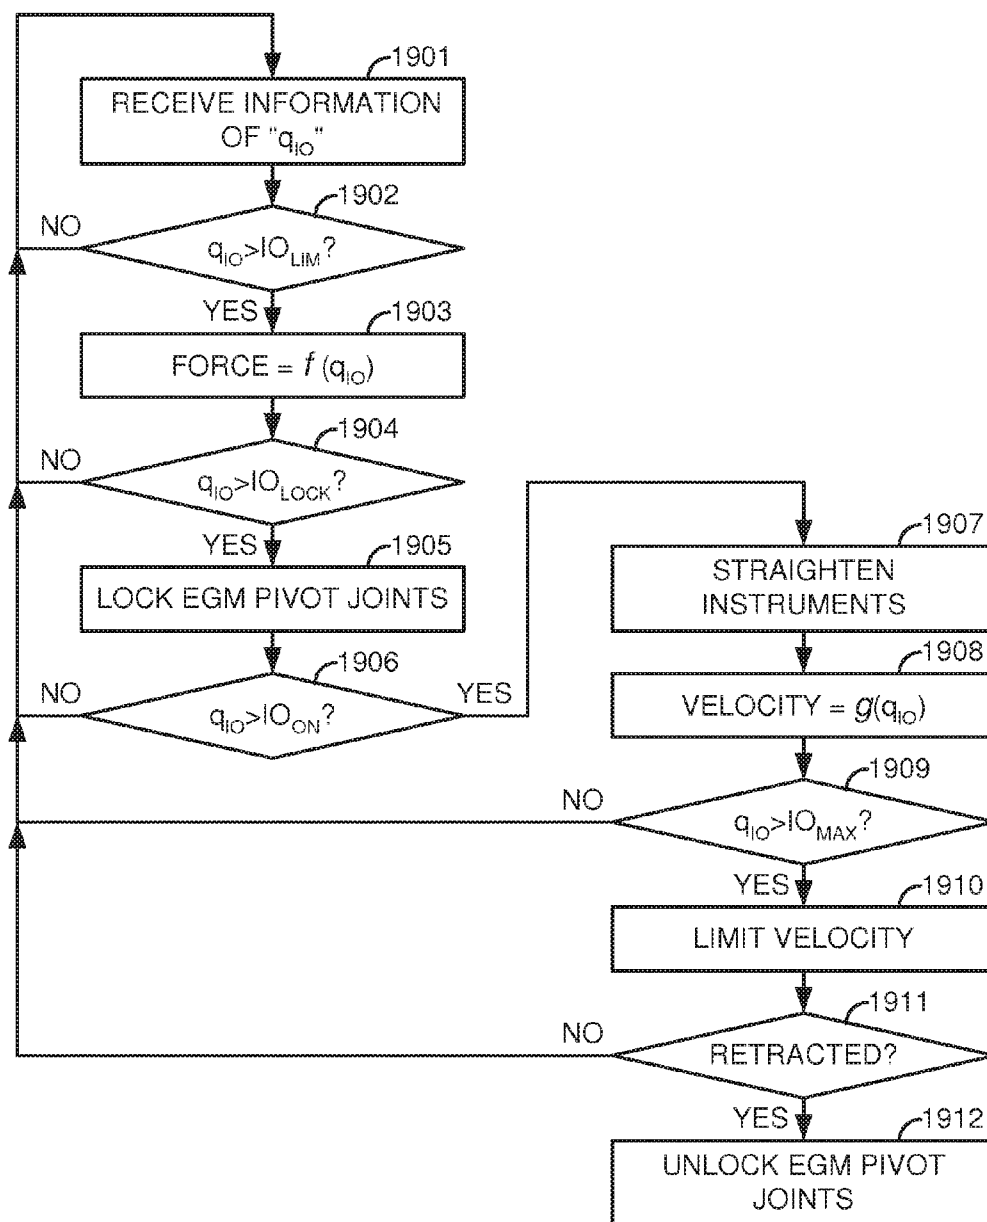 1901
RECEIVE INFORMATION
OF "qIO"
1902
NO
qIO>IOLIM?
YES
1903
FORCE = f (qIO)
1904
NO
qIO>IOLOCK?
YES
1905
LOCK EGM PIVOT JOINTS
1906
NO
qIO>IOON?
YES
1907
STRAIGHTEN
INSTRUMENTS
1908
VELOCITY = g(qIO)
1909
NO
qIO>IOMAX?
YES
1910
LIMIT VELOCITY
1911
NO
RETRACTED?
YES
1912
UNLOCK EGM PIVOT
JOINTS